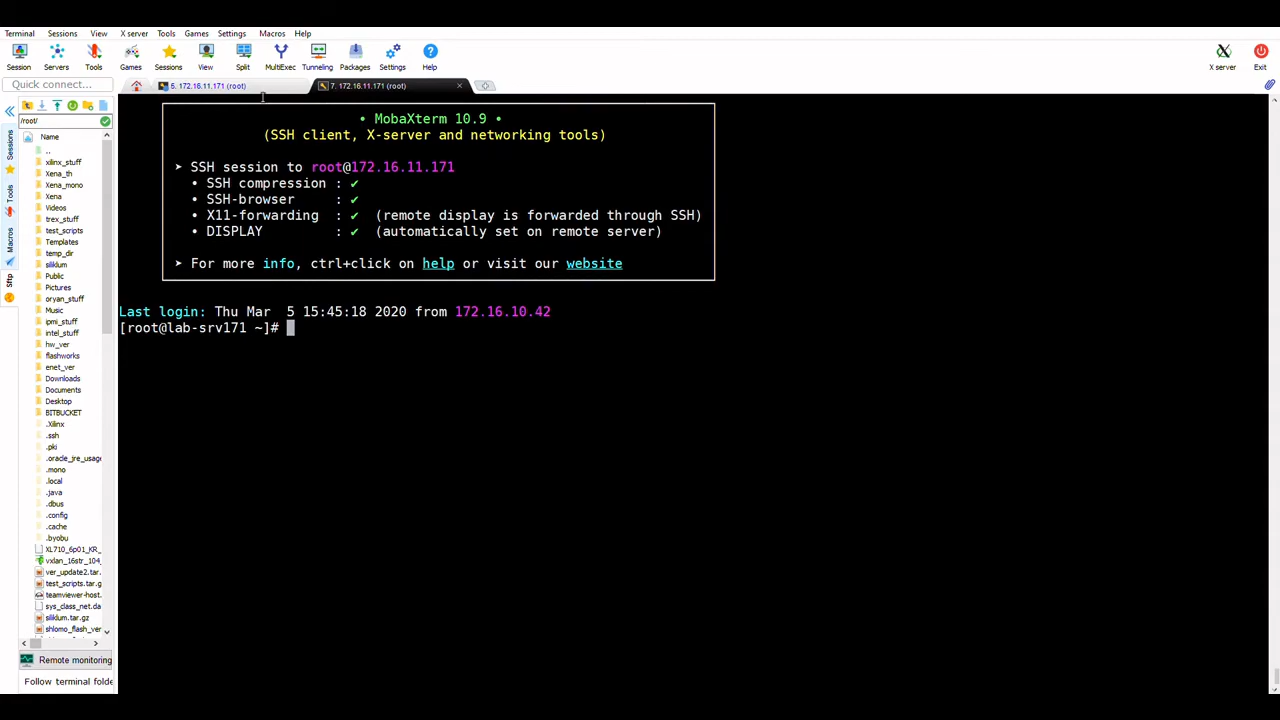 Terminal Sessions View X server Tools Games Settings Macros Help
Session Servers Tools Games Sessions View Split MultiExec Tunneling Packages Settings Help X server Exit
Quick connect...
5. 172.16.11.171 (root)
7. 172.16.11.171 (root)
Sessions
Tools
Macros
Sftp
/root/
Name
..
xilinx_stuff
Xena_th
Xena_mono
Xena
Videos
trex_stuff
test_scripts
Templates
temp_dir
siliklum
Public
Pictures
oryan_stuff
Music
ipmi_stuff
intel_stuff
hw_ver
flashworks
enet_ver
Downloads
Documents
Desktop
BITBUCKET
.Xilinx
.ssh
.pki
.oracle_jre_usage
.mono
.local
.java
.dbus
.config
.cache
.byobu
XL710_6p01_KR_
vxlan_16str_104_
ver_update2.tar.
test_scripts.tar.g
teamviewer-host.
sys_class_net.da
siliklum.tar.gz
shlomo_flash_ver
Remote monitoring
Follow terminal folde
• MobaXterm 10.9 •
(SSH client, X-server and networking tools)
➤ SSH session to root@172.16.11.171
• SSH compression : ✔
• SSH-browser : ✔
• X11-forwarding : ✔ (remote display is forwarded through SSH)
• DISPLAY : ✔ (automatically set on remote server)
➤ For more info, ctrl+click on help or visit our website
Last login: Thu Mar 5 15:45:18 2020 from 172.16.10.42
[root@lab-srv171 ~]#